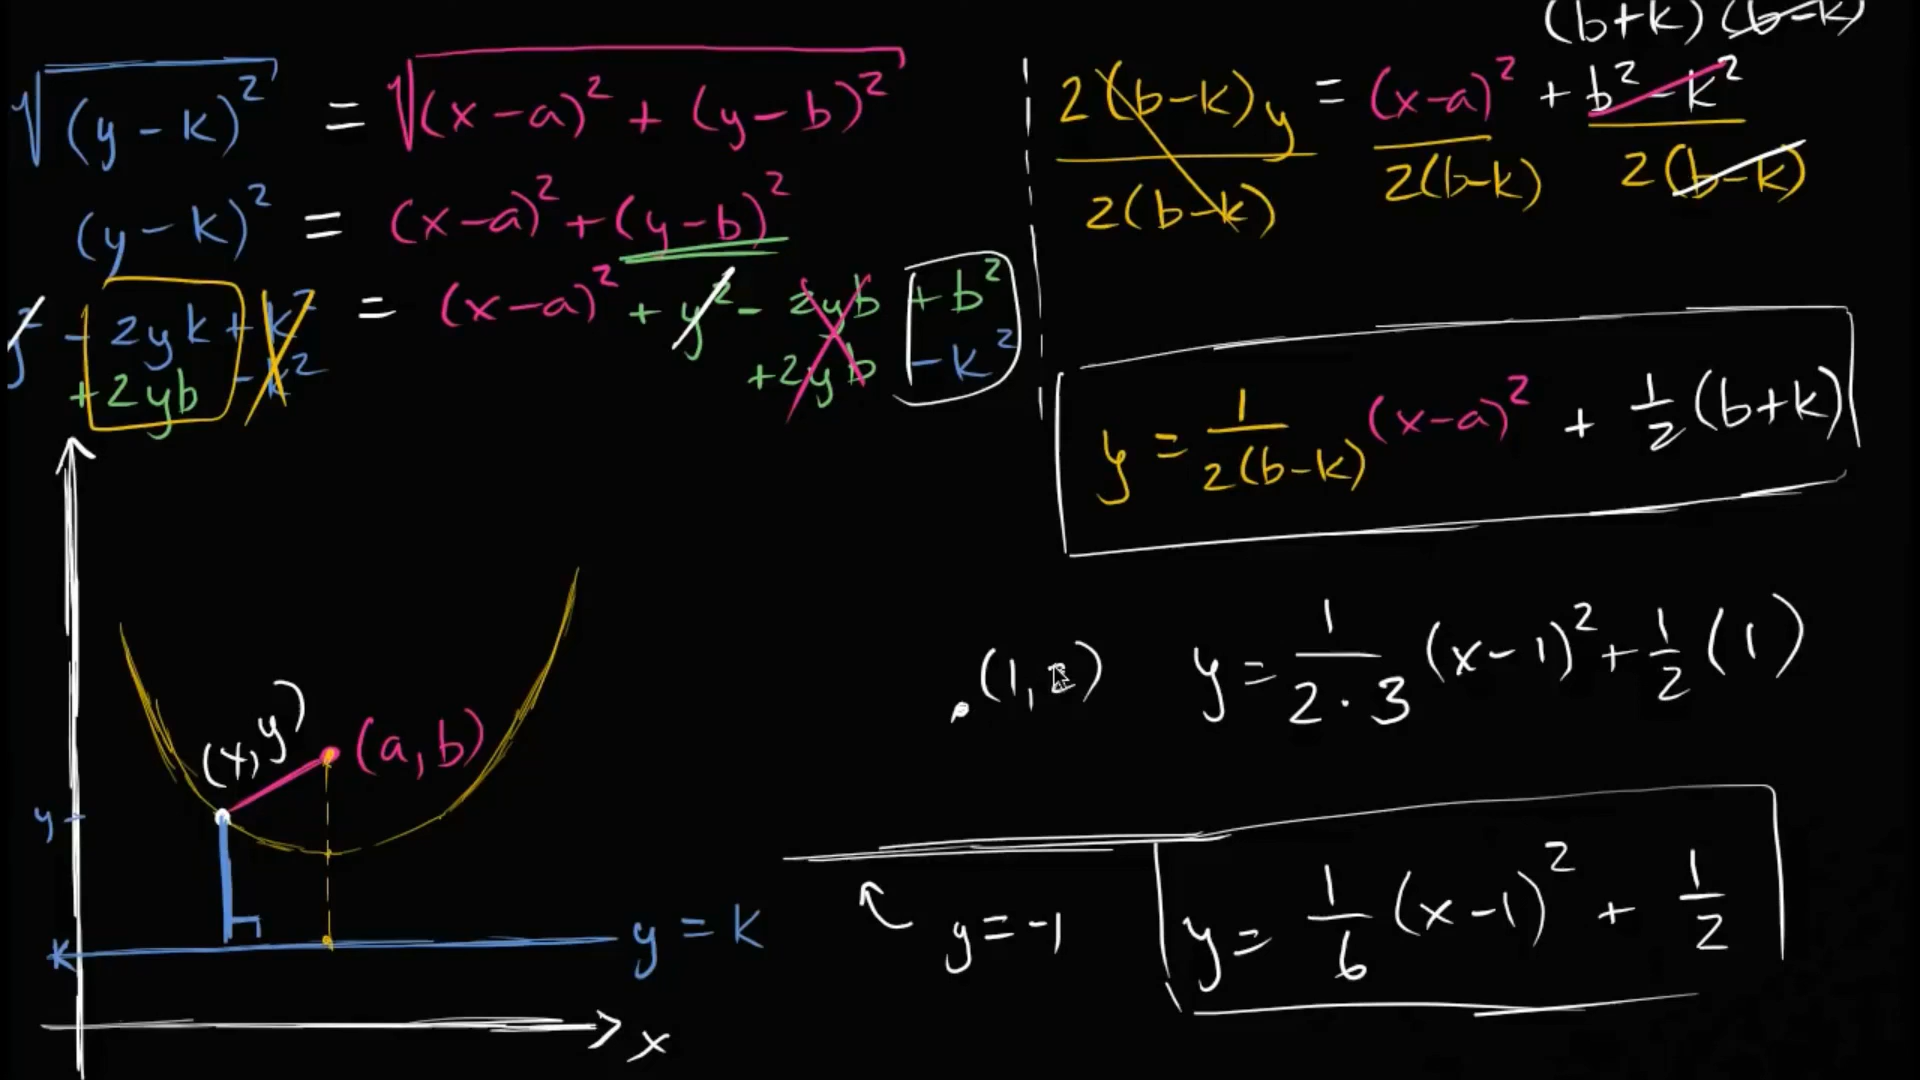 √(y-k)² = √(x-a)² + (y-b)²
(y-k)² = (x-a)² + (y-b)²
y² - 2yk + k² = (x-a)² + y² - 2yb + b²
+2yb - k² +2yb - k²
(x,y)
(a,b)
y
K
y = k
x
(b+k)(b-k)
2(b-k)y = (x-a)² + b² - k²
2(b-k) 2(b-k) 2(b-k)
y = 1/2(b-k) (x-a)² + 1/2 (b+k)
(1, ) y = 1/2·3 (x-1)² + 1/2 (1)
y = -1
y = 1/6 (x-1)² + 1/2